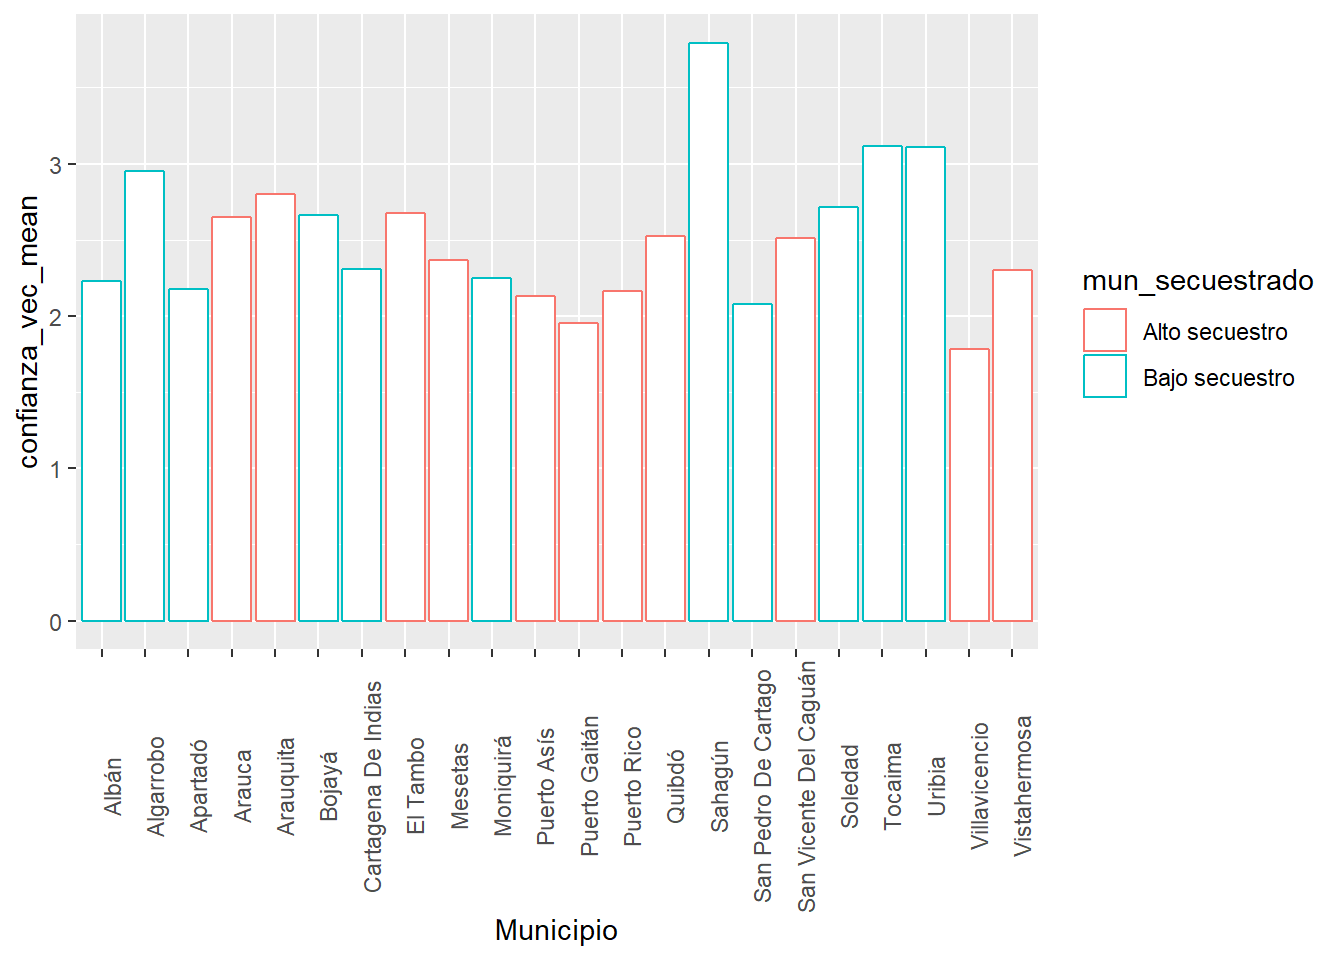 confianza_vec_mean
3
2
1
0
Albán
Algarrobo
Apartadó
Arauca
Arauquita
Bojayá
Cartagena De Indias
El Tambo
Mesetas
Moniquirá
Puerto Asís
Puerto Gaitán
Puerto Rico
Quibdó
Sahagún
San Pedro De Cartago
San Vicente Del Caguán
Soledad
Tocaima
Uribia
Villavicencio
Vistahermosa
Municipio
mun_secuestrado
Alto secuestro
Bajo secuestro